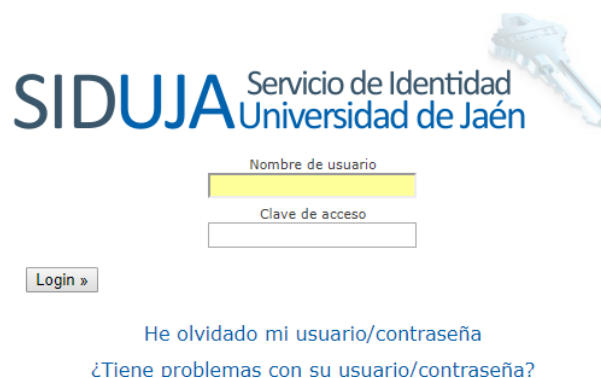 SIDUJA Servicio de Identidad
Universidad de Jaén
Nombre de usuario
Clave de acceso
Login »
He olvidado mi usuario/contraseña
¿Tiene problemas con su usuario/contraseña?